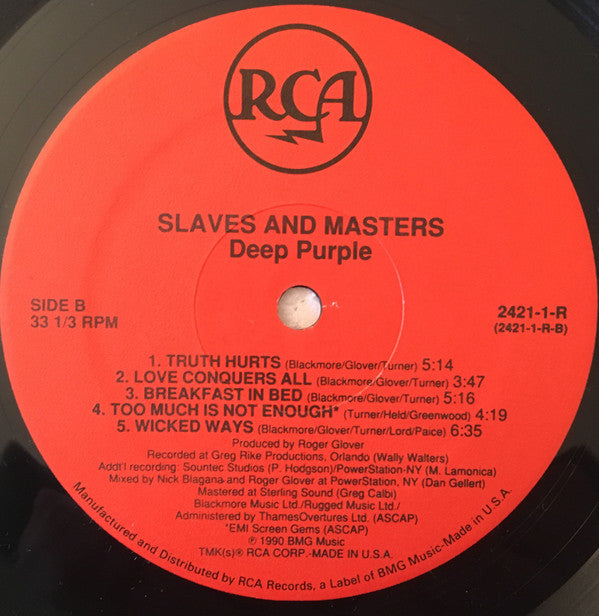 RCA
SLAVES AND MASTERS
Deep Purple
SIDE B
33 1/3 RPM
2421-1-R
(2421-1-R-B)
1. TRUTH HURTS (Blackmore/Glover/Turner) 5:14
2. LOVE CONQUERS ALL (Blackmore/Glover/Turner) 3:47
3. BREAKFAST IN BED (Blackmore/Glover/Turner) 5:16
4. TOO MUCH IS NOT ENOUGH* (Turner/Held/Greenwood) 4:19
5. WICKED WAYS (Blackmore/Glover/Turner/Lord/Paice) 6:35
Produced by Roger Glover
Recorded at Greg Rike Productions, Orlando (Wally Walters)
Addt'l recording: Sountec Studios (P. Hodgson)/PowerStation-NY (M. Lamonica)
Mixed by Nick Blagana and Roger Glover at PowerStation, NY (Dan Gellert)
Mastered at Sterling Sound (Greg Calbi)
Blackmore Music Ltd./Rugged Music Ltd./
Administered by ThamesOvertures Ltd. (ASCAP)
*EMI Screen Gems (ASCAP)
℗ 1990 BMG Music
TMK(s)® RCA CORP.-MADE IN U.S.A.
Manufactured and Distributed by RCA Records, a Label of BMG Music-Made in U.S.A.